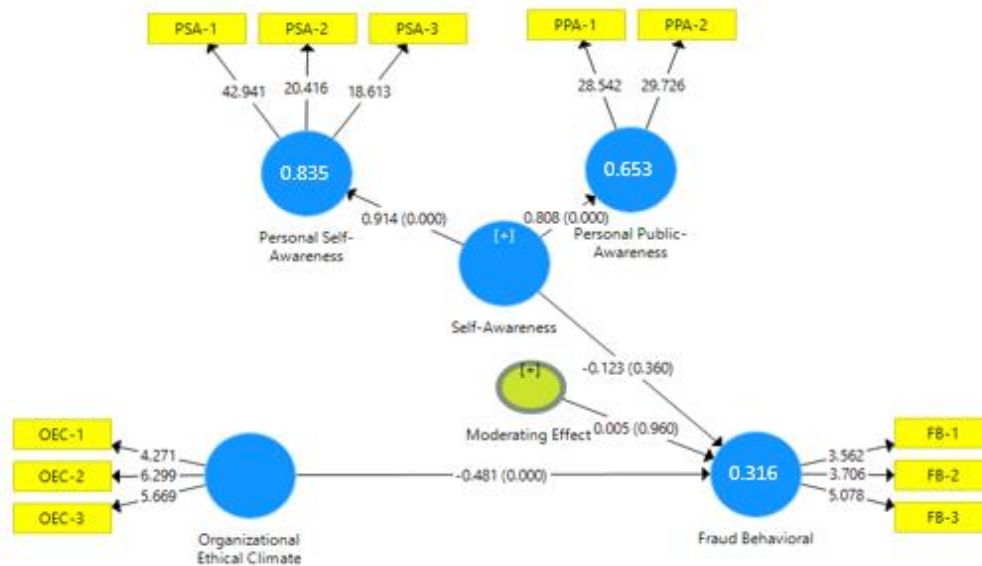 PSA-1 PSA-2 PSA-3 PPA-1 PPA-2
42.941 20.416 18.613 28.542 29.726
0.835 0.653
0.914 (0.000) 0.808 (0.000)
Personal Self-
Awareness
[+]
Personal Public-
Awareness
Self-Awareness
-0.123 (0.360)
[+]
Moderating Effect
0.005 (0.960)
OEC-1
OEC-2
OEC-3
4.271
6.299
5.669
-0.481 (0.000)
0.316
3.562
3.706
5.078
FB-1
FB-2
FB-3
Organizational
Ethical Climate
Fraud Behavioral